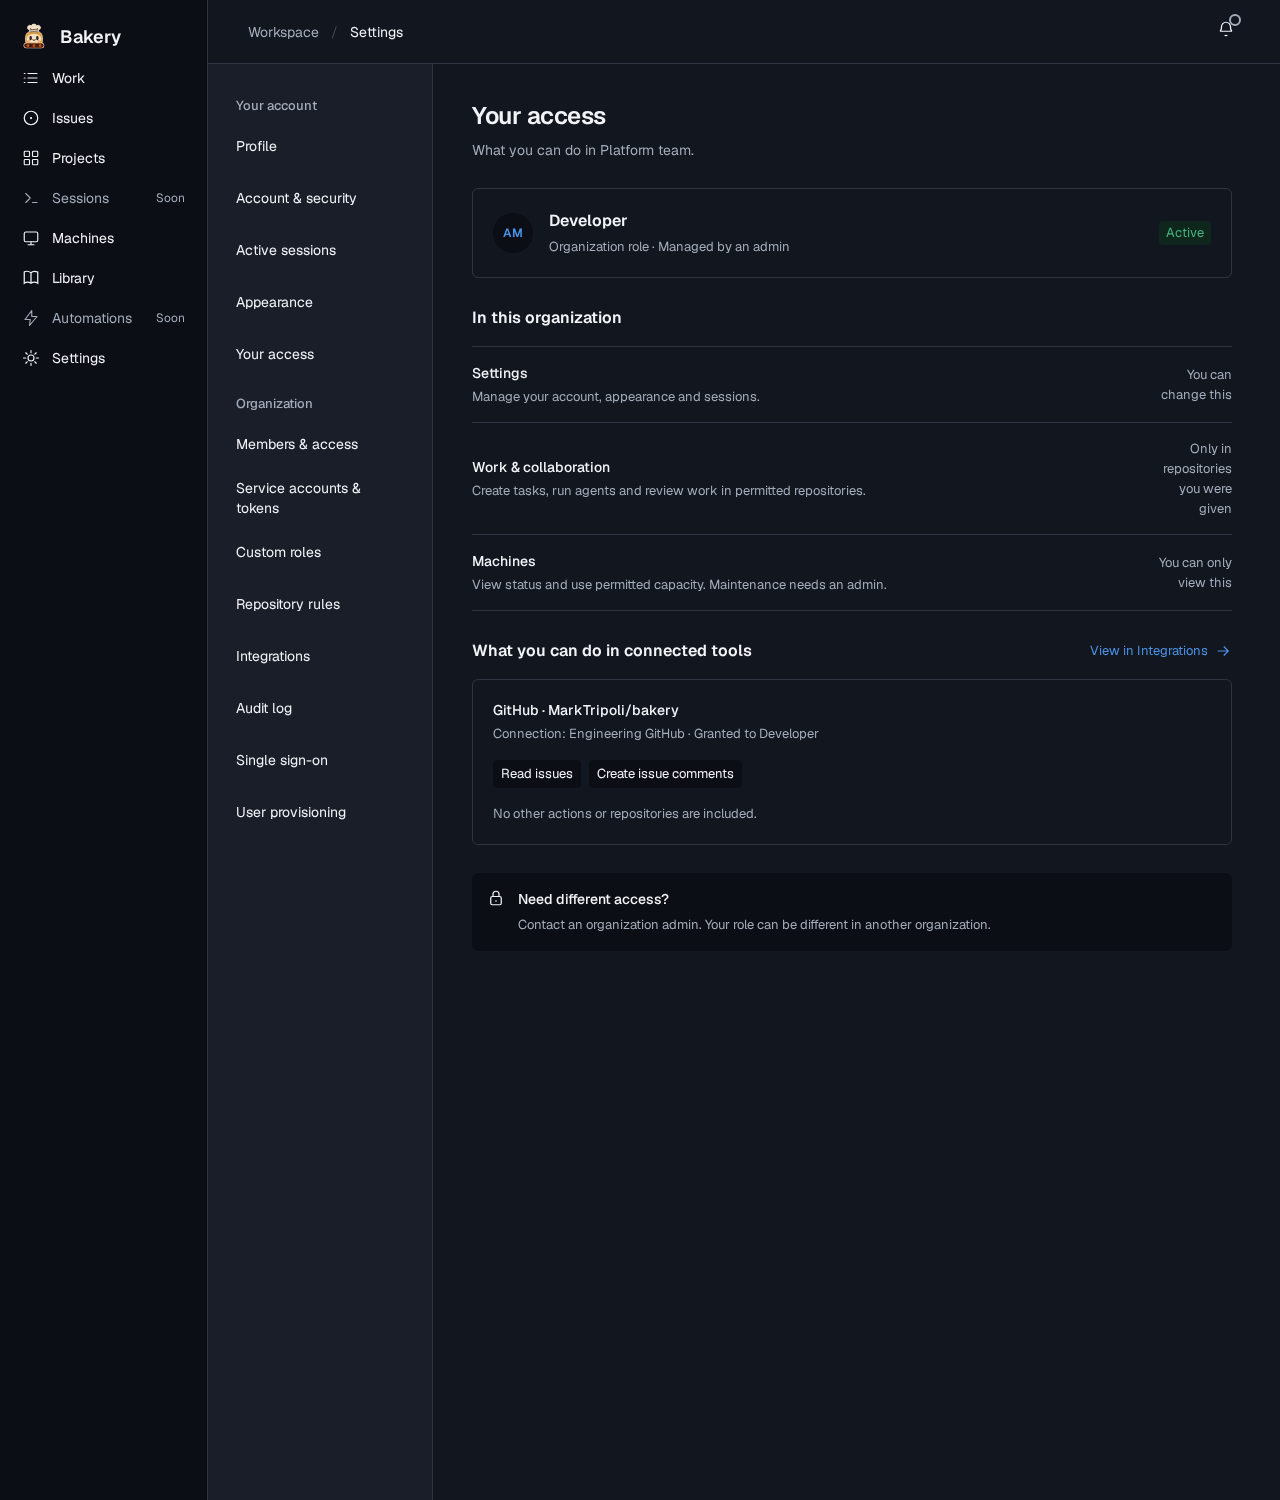 Bakery
Work
Issues
Projects
Sessions Soon
Machines
Library
Automations Soon
Settings
Workspace / Settings
Your account
Profile
Account & security
Active sessions
Appearance
Your access
Organization
Members & access
Service accounts &
tokens
Custom roles
Repository rules
Integrations
Audit log
Single sign-on
User provisioning
Your access
What you can do in Platform team.
AM
Developer
Organization role · Managed by an admin
Active
In this organization
Settings
Manage your account, appearance and sessions.
You can
change this
Work & collaboration
Create tasks, run agents and review work in permitted repositories.
Only in
repositories
you were
given
Machines
View status and use permitted capacity. Maintenance needs an admin.
You can only
view this
What you can do in connected tools
View in Integrations →
GitHub · MarkTripoli/bakery
Connection: Engineering GitHub · Granted to Developer
Read issues
Create issue comments
No other actions or repositories are included.
Need different access?
Contact an organization admin. Your role can be different in another organization.